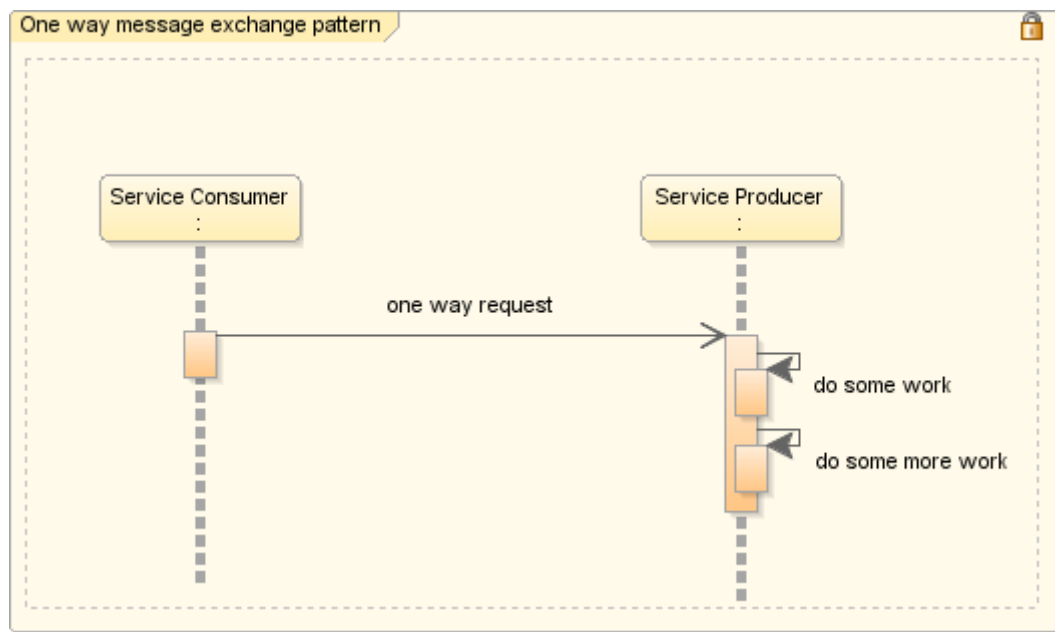 One way message exchange pattern
Service Consumer
:
Service Producer
:
one way request
do some work
do some more work